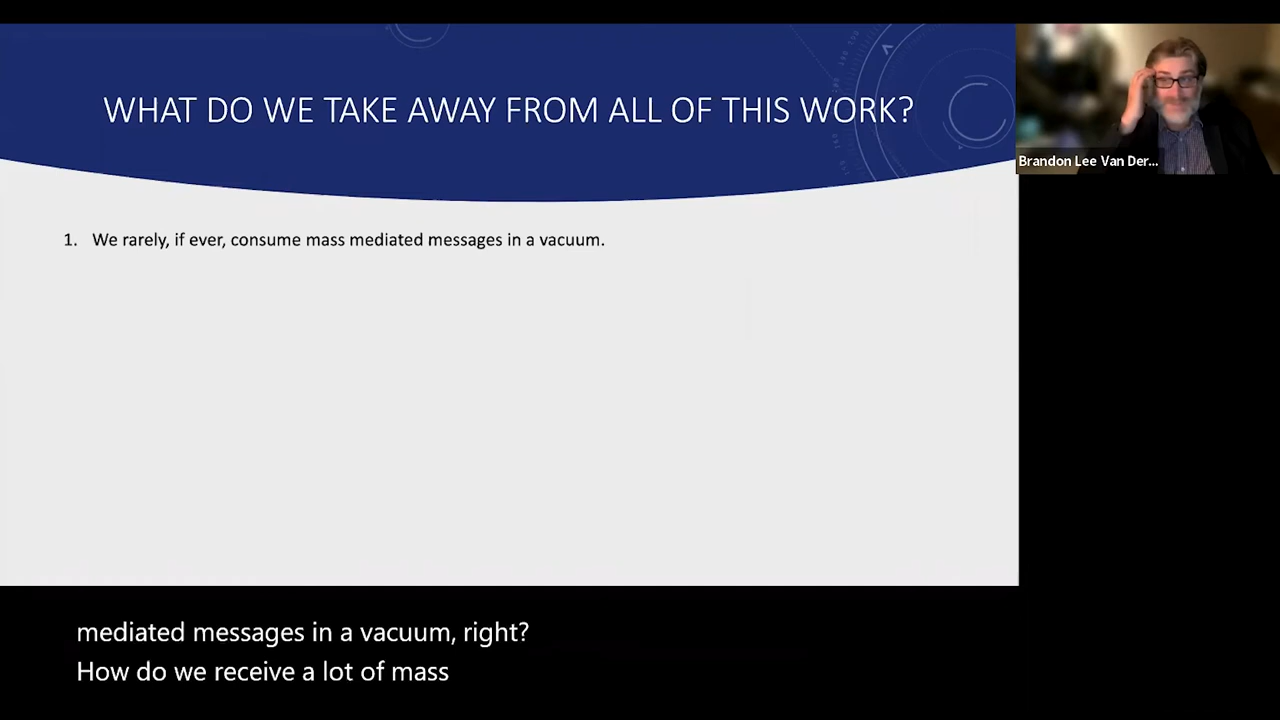 WHAT DO WE TAKE AWAY FROM ALL OF THIS WORK?
Brandon Lee Van Der...
1. We rarely, if ever, consume mass mediated messages in a vacuum.
mediated messages in a vacuum, right?
How do we receive a lot of mass